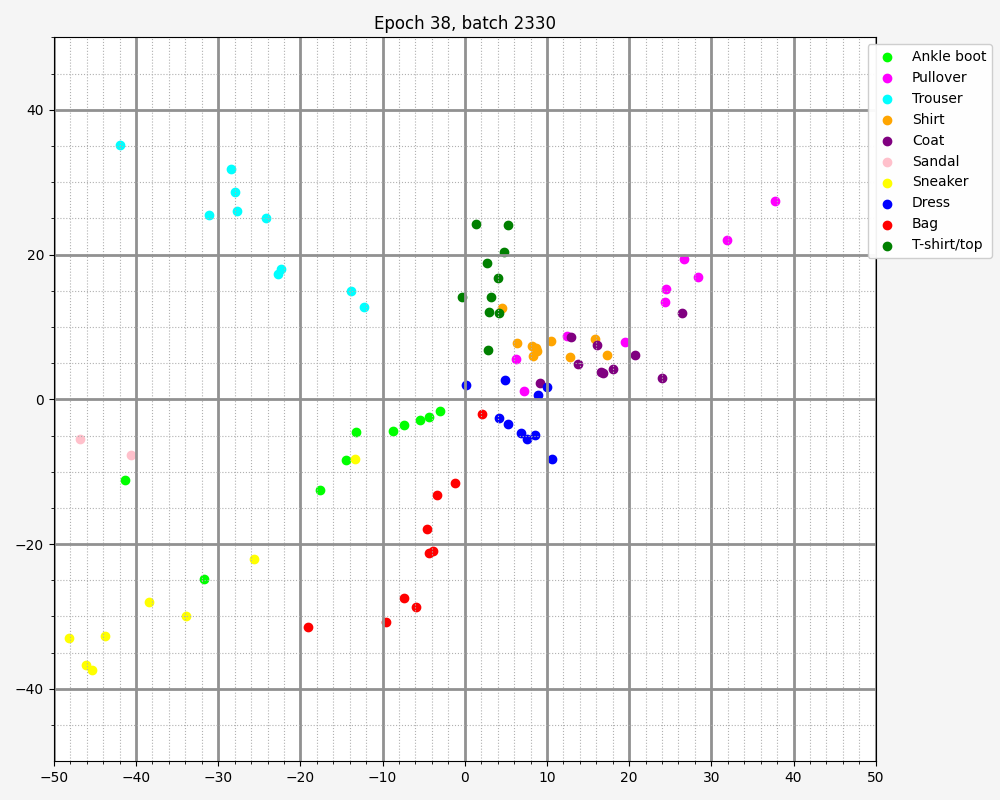 Epoch 38, batch 2330
Ankle boot
Pullover
Trouser
Shirt
Coat
Sandal
Sneaker
Dress
Bag
T-shirt/top
40
20
0
−20
−40
−50 −40 −30 −20 −10 0 10 20 30 40 50